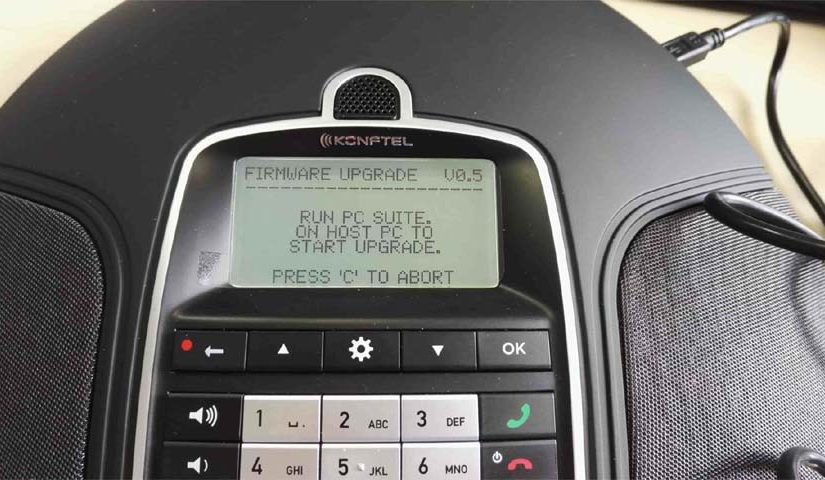 KONFTEL
FIRMWARE UPGRADE V0.5
RUN PC SUITE.
ON HOST PC TO
START UPGRADE.
PRESS 'C' TO ABORT
OK
1 ␣.
2 ABC
3 DEF
4 GHI
5 JKL
6 MNO